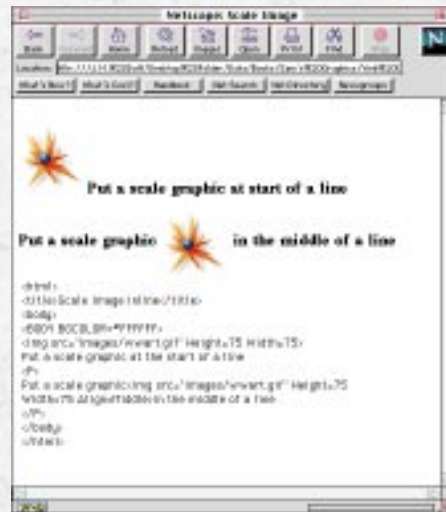 Netscape: Scale Image
Back Home Reload Images Open Print Find Stop
Location:
What's New? What's Cool? Handbook Net Search Net Directory Newsgroups
N
Put a scale graphic at start of a line
Put a scale graphic in the middle of a line
<html>
<title>Scale Image Inline</title>
<body>
<BODY BGCOLOR="FFFFFF>
<img src="images/wwart.gif" Height=75 Width=75>
Put a scale graphic at the start of a line
<P>
Put a scale graphic<img src="images/wwart.gif" Height=75
Width=75 Align=middle>in the middle of a line
</P>
</body>
</html>